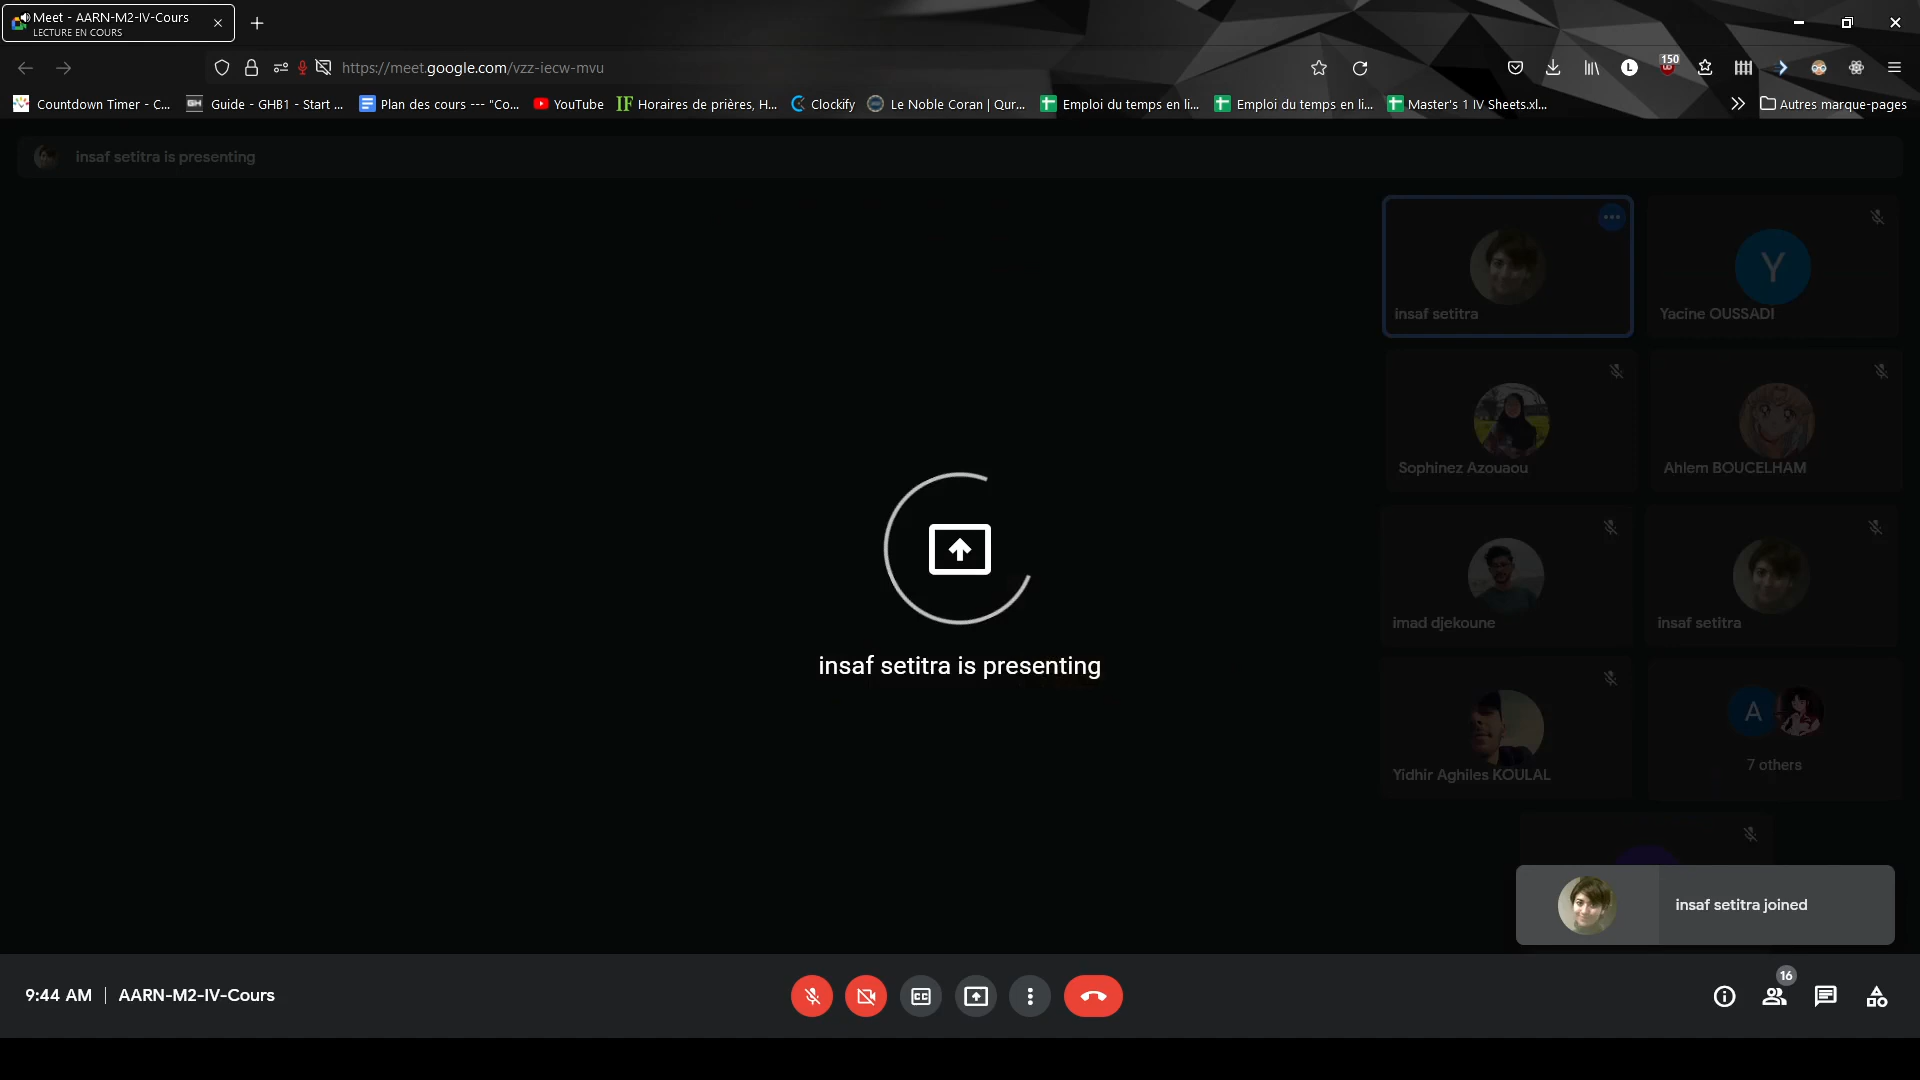 Meet - AARN-M2-IV-Cours
LECTURE EN COURS
https://meet.google.com/vzz-iecw-mvu
150
L
Countdown Timer - C...
GH
Guide - GHB1 - Start ...
Plan des cours --- "Co...
YouTube
IF
Horaires de prières, H...
Clockify
Le Noble Coran | Qur...
Emploi du temps en li...
Emploi du temps en li...
Master's 1 IV Sheets.xl...
Autres marque-pages
insaf setitra is presenting
insaf setitra
Y
Yacine OUSSADI
Sophinez Azouaou
Ahlem BOUCELHAM
imad djekoune
insaf setitra
insaf setitra is presenting
Yidhir Aghiles KOULAL
A
7 others
insaf setitra joined
9:44 AM | AARN-M2-IV-Cours
CC
16